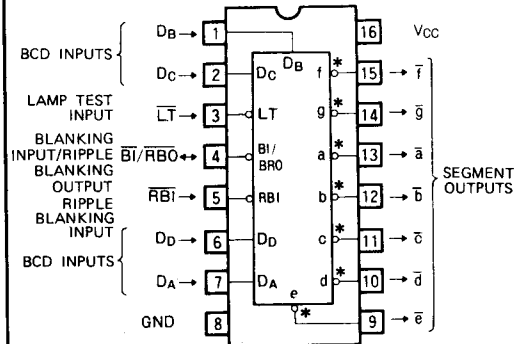 DB→ 1 16 VCC
BCD INPUTS
DC→ 2 DC DB f * 15 →f̅
LAMP TEST INPUT L̅T̅→ 3 LT g * 14 →g̅
BLANKING
INPUT/RIPPLE B̅I̅/R̅B̅O̅↔ 4 BI/
BRO a * 13 →a̅
BLANKING
OUTPUT
SEGMENT
OUTPUTS
RIPPLE R̅B̅I̅→ 5 RBI b * 12 →b̅
BLANKING
INPUT
DD→ 6 DD c * 11 →c̅
BCD INPUTS
DA→ 7 DA d * 10 →d̅
GND 8 e * 9 →e̅